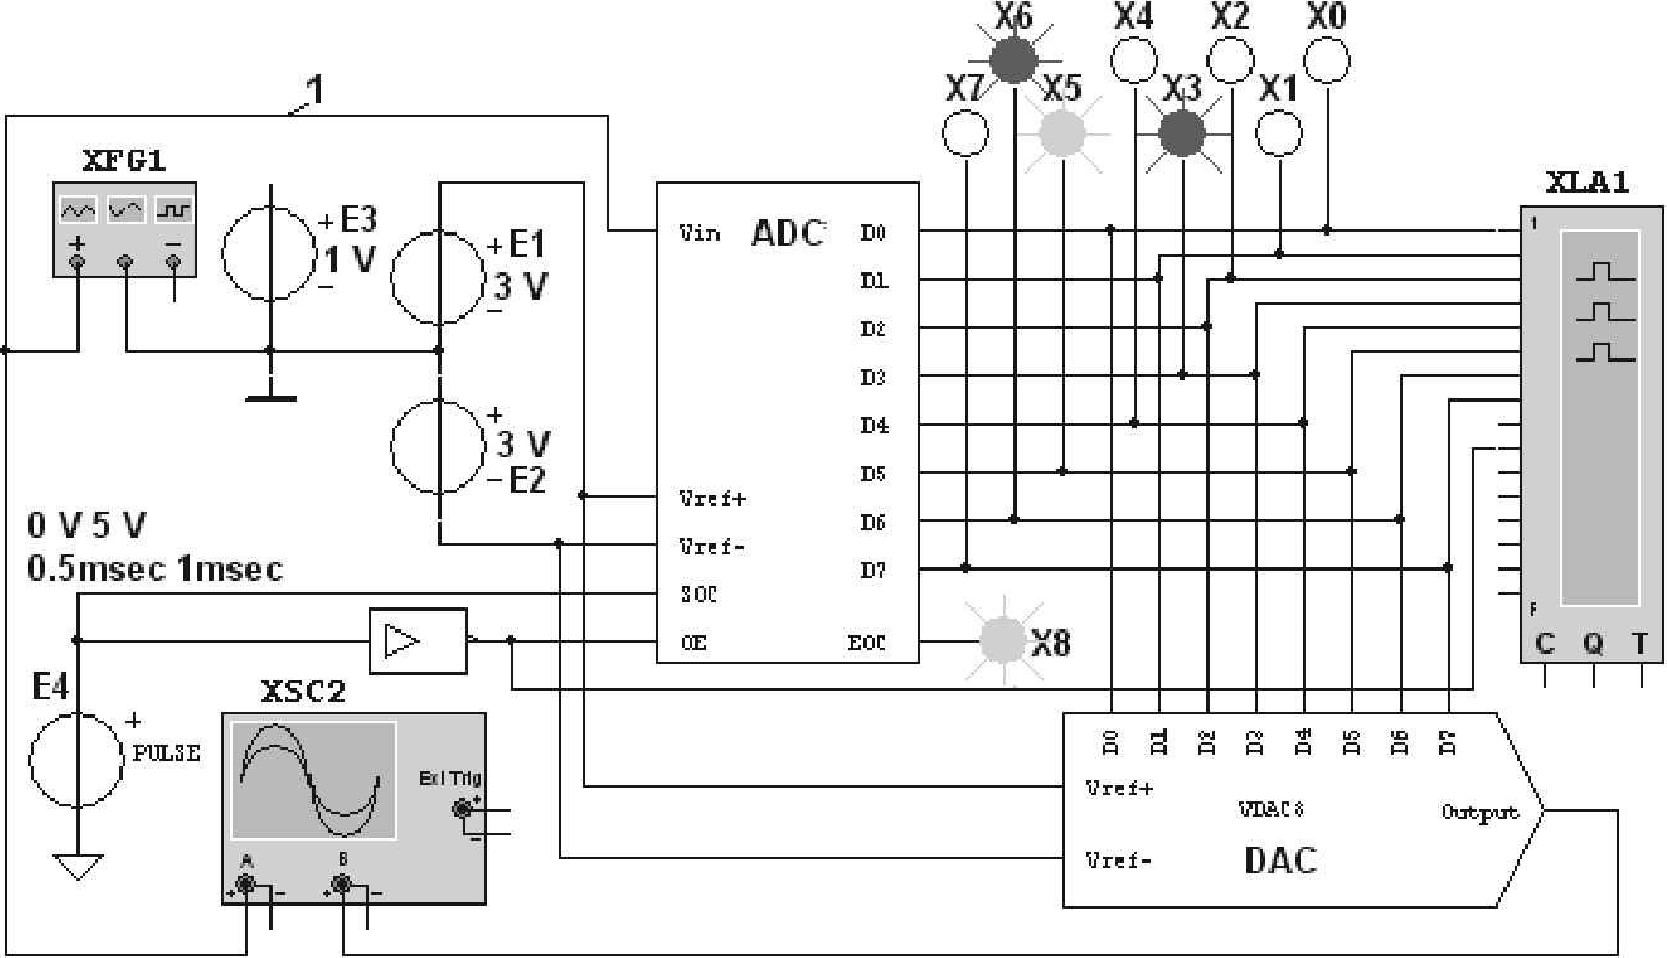 X6 X4 X2 X0
X7 X5 X3 X1
1
XFG1
+ −
+ E3
1 V
−
+ E1
3 V
−
+
3 V
− E2
Vin ADC D0
D1
D2
D3
D4
D5
D6
D7
Vref+
Vref-
SOC
OE EOC
X8
XLA1
1
F
C Q T
0 V 5 V
0.5msec 1msec
E4
+
PULSE
XSC2
Ext Trig
+
−
A B
+ − + −
D0 D1 D2 D3 D4 D5 D6 D7
Vref+
VDAC8 Output
Vref- DAC